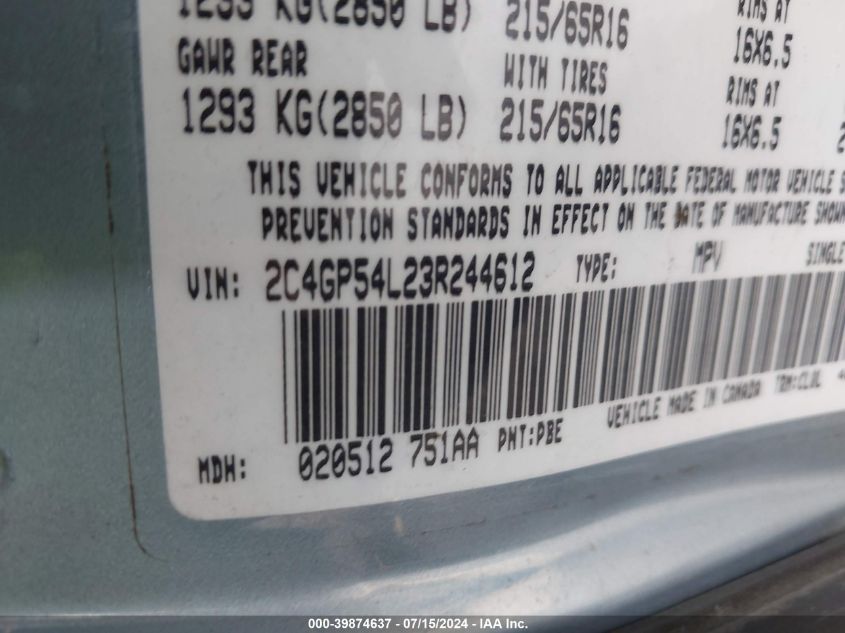 1293 KG(2850 LB) 215/65R16 RIMS AT 16X6.5
GAWR REAR WITH TIRES RIMS AT
1293 KG(2850 LB) 215/65R16 16X6.5
THIS VEHICLE CONFORMS TO ALL APPLICABLE FEDERAL MOTOR VEHICLE
PREVENTION STANDARDS IN EFFECT ON THE DATE OF MANUFACTURE SHOWN
VIN: 2C4GP54L23R244612 TYPE: MPV SINGLE
VEHICLE MADE IN CANADA TRM:CLDL
MDH: 020512 751AA PNT:PBE
000-39874637 - 07/15/2024 - IAA Inc.